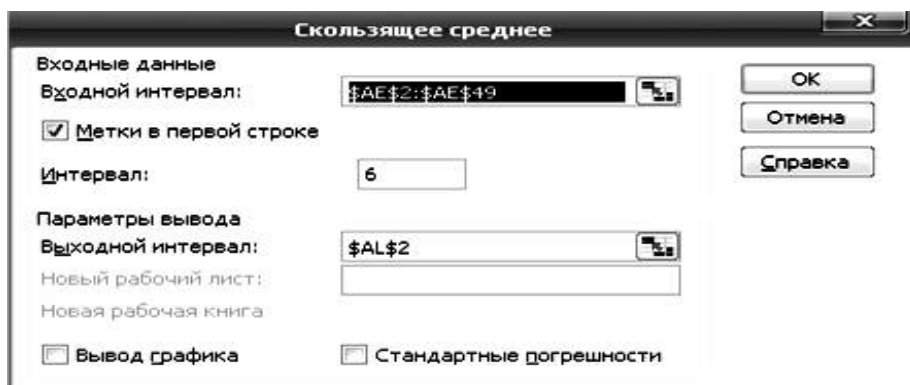 Скользящее среднее
Входные данные
Входной интервал:
$AE$2:$AE$49
Метки в первой строке
Интервал:
6
Параметры вывода
Выходной интервал:
$AL$2
Новый рабочий лист:
Новая рабочая книга
Вывод графика
Стандартные погрешности
ОК
Отмена
Справка